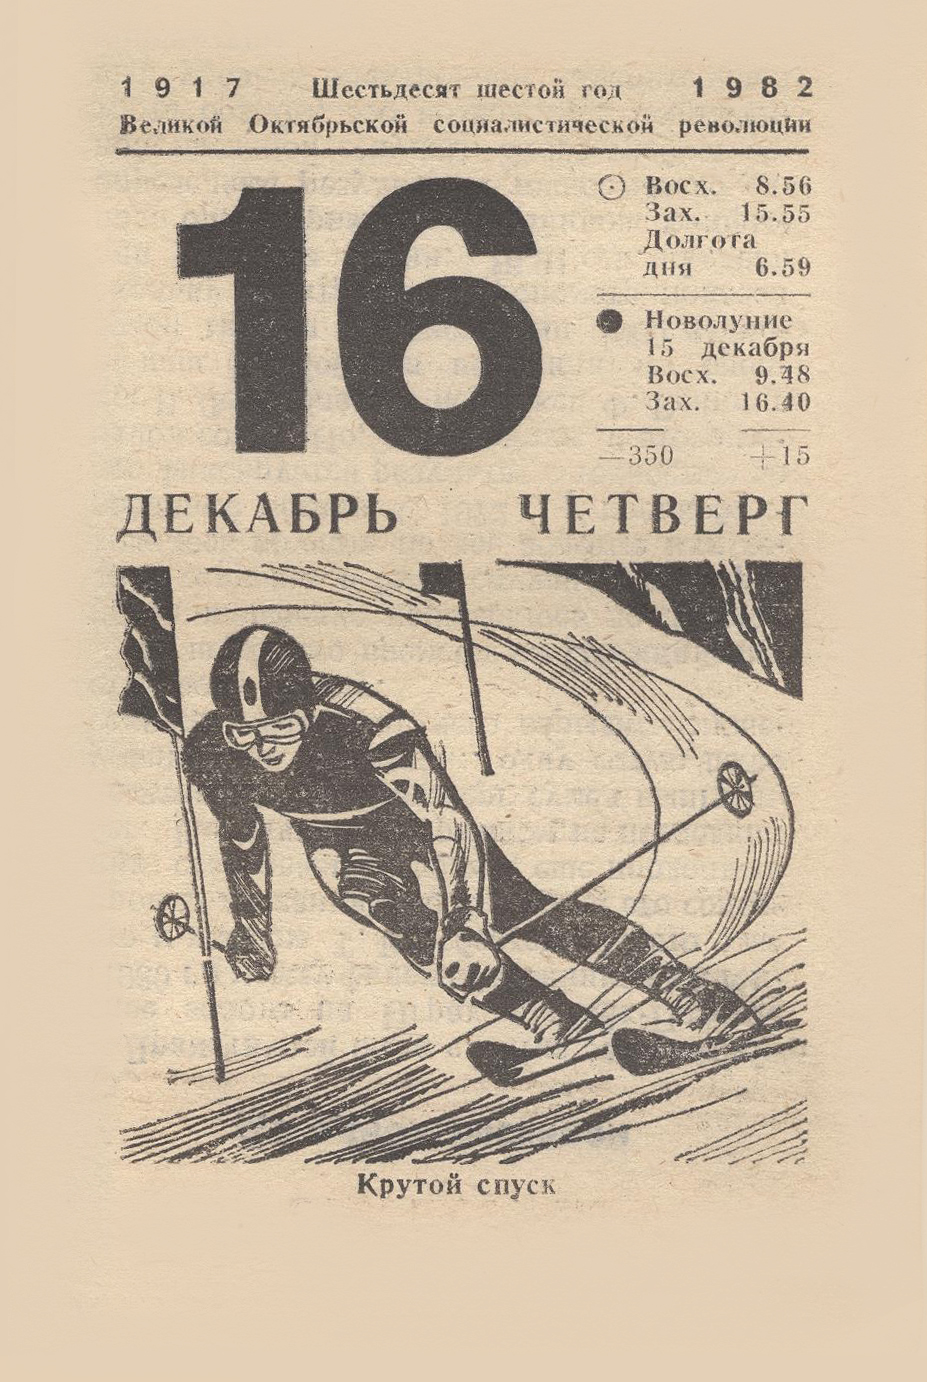 1917 Шестьдесят шестой год 1982
Великой Октябрьской социалистической революции
16
Восх. 8.56
Зах. 15.55
Долгота
дня 6.59
Новолуние
15 декабря
Восх. 9.48
Зах. 16.40
—350 +15
ДЕКАБРЬ ЧЕТВЕРГ
Крутой спуск